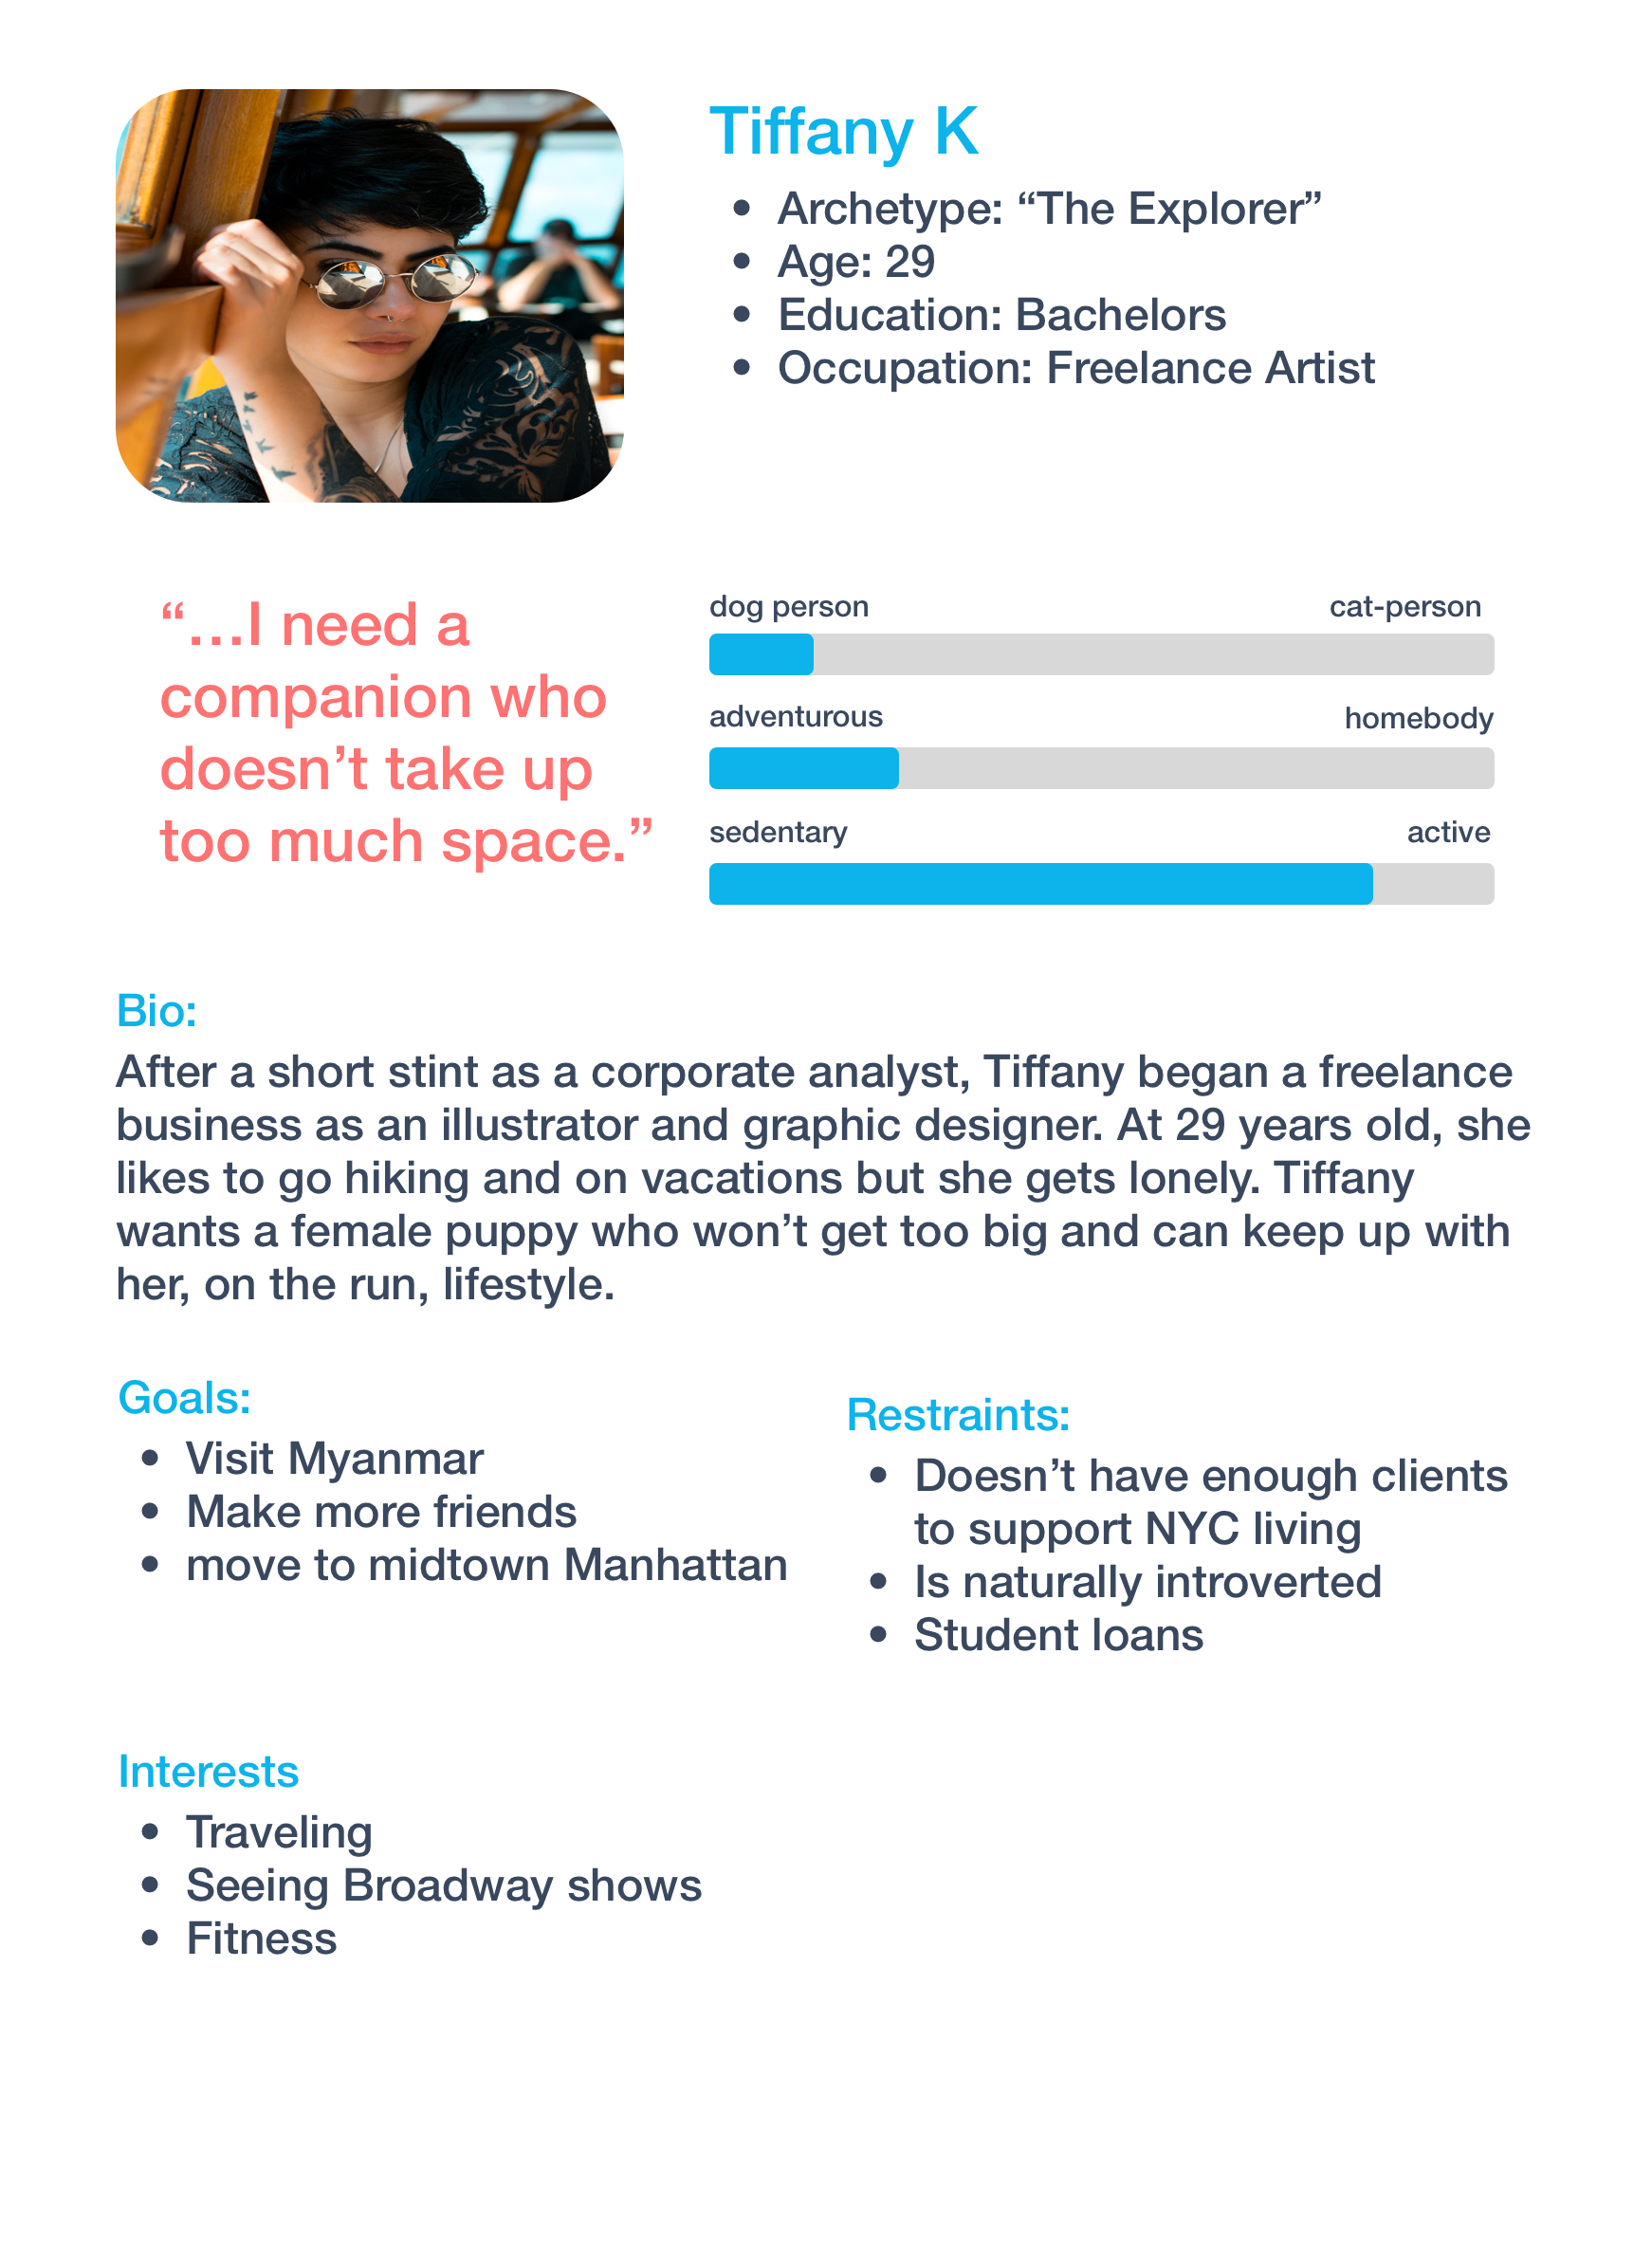 Tiffany K
• Archetype: “The Explorer”
• Age: 29
• Education: Bachelors
• Occupation: Freelance Artist
“…I need a
companion who
doesn’t take up
too much space.”
dog person cat-person
adventurous homebody
sedentary active
Bio:
After a short stint as a corporate analyst, Tiffany began a freelance
business as an illustrator and graphic designer. At 29 years old, she
likes to go hiking and on vacations but she gets lonely. Tiffany
wants a female puppy who won’t get too big and can keep up with
her, on the run, lifestyle.
Goals:
• Visit Myanmar
• Make more friends
• move to midtown Manhattan
Restraints:
• Doesn’t have enough clients
to support NYC living
• Is naturally introverted
• Student loans
Interests
• Traveling
• Seeing Broadway shows
• Fitness